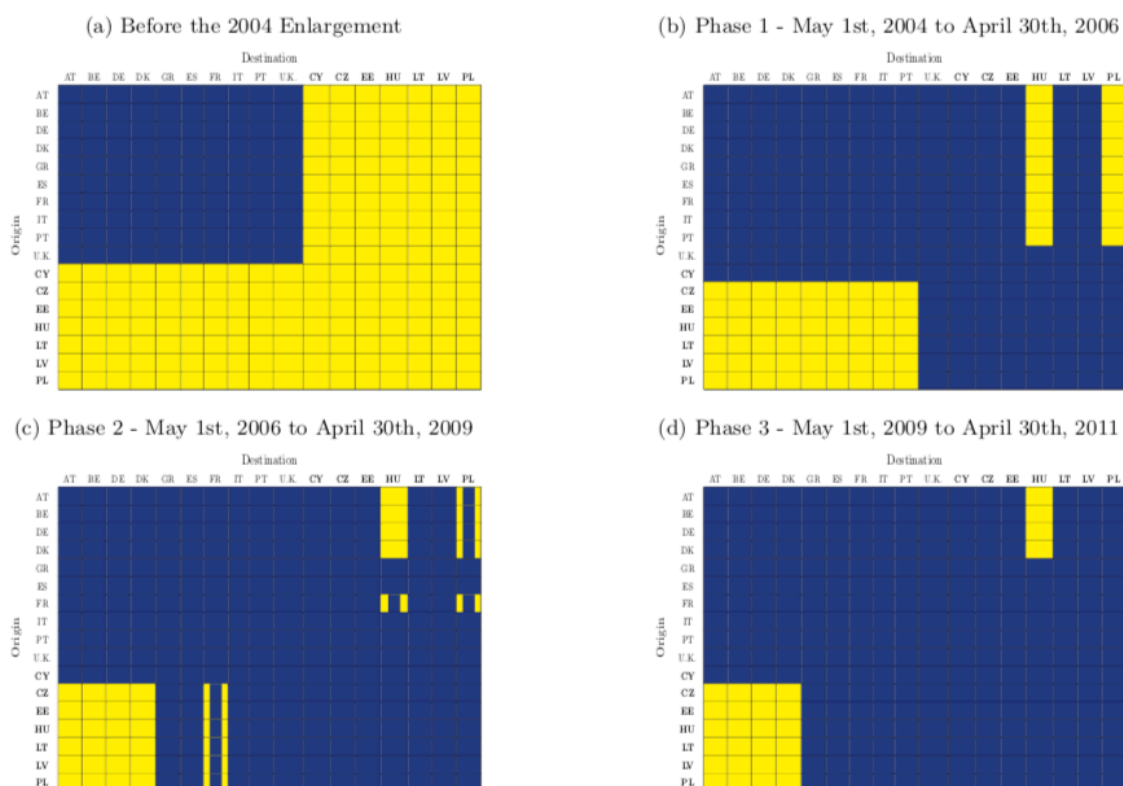 (a) Before the 2004 Enlargement
Destination
AT BE DE DK GR ES FR IT PT U.K. CY CZ EE HU LT LV PL
Origin
AT
BE
DE
DK
GR
ES
FR
IT
PT
U.K.
CY
CZ
EE
HU
LT
LV
PL
(b) Phase 1 - May 1st, 2004 to April 30th, 2006
Destination
AT BE DE DK GR ES FR IT PT U.K. CY CZ EE HU LT LV PL
Origin
AT
BE
DE
DK
GR
ES
FR
IT
PT
U.K.
CY
CZ
EE
HU
LT
LV
PL
(c) Phase 2 - May 1st, 2006 to April 30th, 2009
Destination
AT BE DE DK GR ES FR IT PT U.K. CY CZ EE HU LT LV PL
Origin
AT
BE
DE
DK
GR
ES
FR
IT
PT
U.K.
CY
CZ
EE
HU
LT
LV
PL
(d) Phase 3 - May 1st, 2009 to April 30th, 2011
Destination
AT BE DE DK GR ES FR IT PT U.K. CY CZ EE HU LT LV PL
Origin
AT
BE
DE
DK
GR
ES
FR
IT
PT
U.K.
CY
CZ
EE
HU
LT
LV
PL